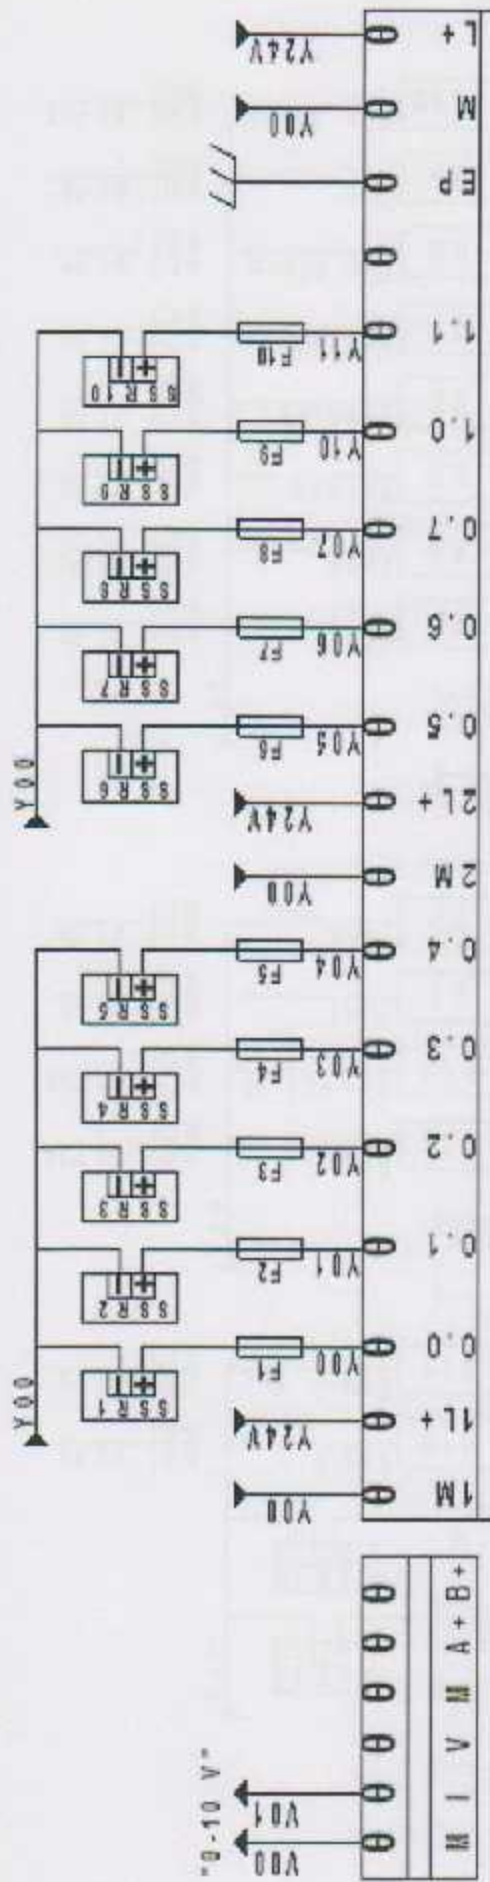 Y24V L+
Y00 M
EP
SSR10 F10 Y11 1.1
SSR9 F9 Y10 1.0
SSR8 F8 Y07 0.7
SSR7 F7 Y06 0.6
SSR6 F6 Y05 0.5
Y00
Y24V 2L+
Y00 2M
SSR5 F5 Y04 0.4
SSR4 F4 Y03 0.3
SSR3 F3 Y02 0.2
SSR2 F2 Y01 0.1
SSR1 F1 Y00 0.0
Y00
Y24V 1L+
Y00 1M
B+
A+
M
V
"0-10 V"
V01 I
V00 M